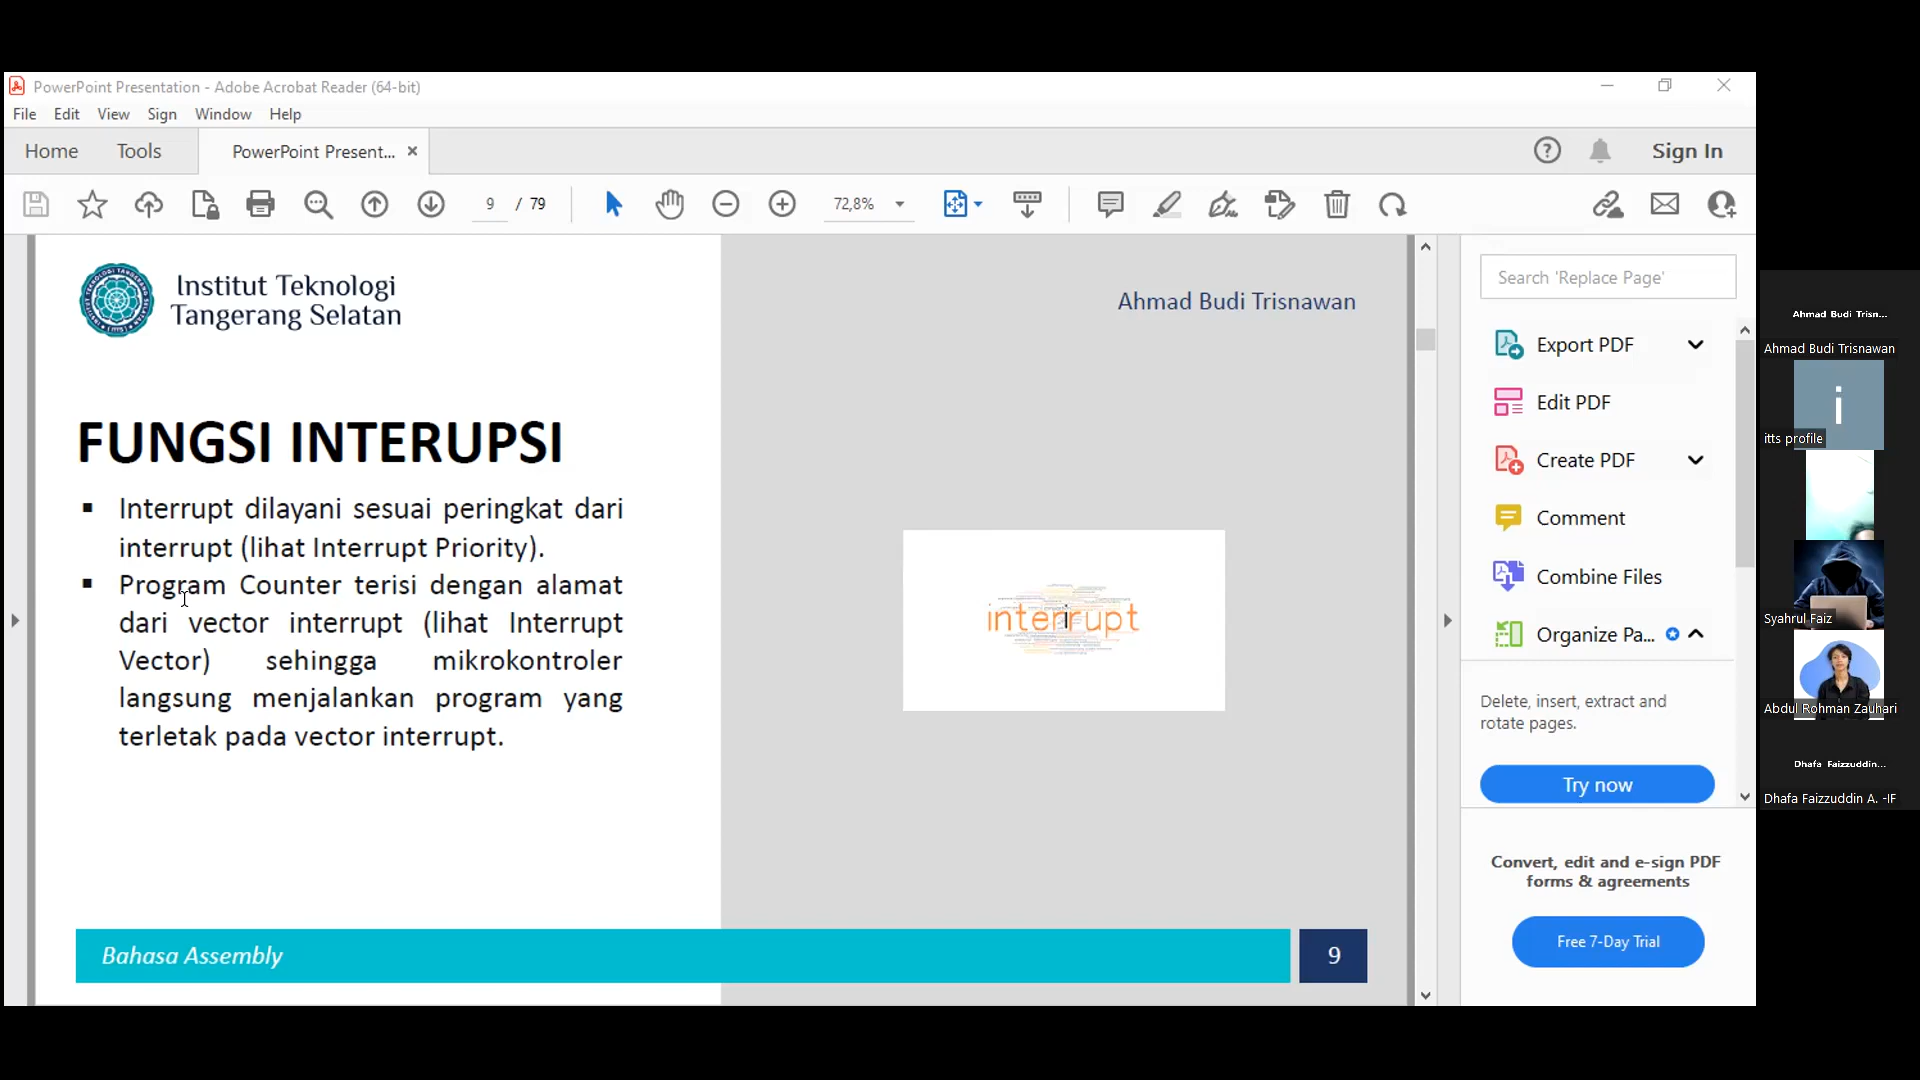 PowerPoint Presentation - Adobe Acrobat Reader (64-bit)
File Edit View Sign Window Help
Home Tools PowerPoint Present... Sign In
9 / 79 72,8%
Institut Teknologi
Tangerang Selatan
Ahmad Budi Trisnawan
FUNGSI INTERUPSI
Interrupt dilayani sesuai peringkat dari
interrupt (lihat Interrupt Priority).
Program Counter terisi dengan alamat
dari vector interrupt (lihat Interrupt
Vector) sehingga mikrokontroler
langsung menjalankan program yang
terletak pada vector interrupt.
interrupt
Bahasa Assembly 9
Search 'Replace Page'
Export PDF
Edit PDF
Create PDF
Comment
Combine Files
Organize Pa...
Delete, insert, extract and
rotate pages.
Try now
Convert, edit and e-sign PDF
forms & agreements
Free 7-Day Trial
Ahmad Budi Trisn...
Ahmad Budi Trisnawan
i
itts profile
Syahrul Faiz
Abdul Rohman Zauhari
Dhafa Faizzuddin...
Dhafa Faizzuddin A. -IF